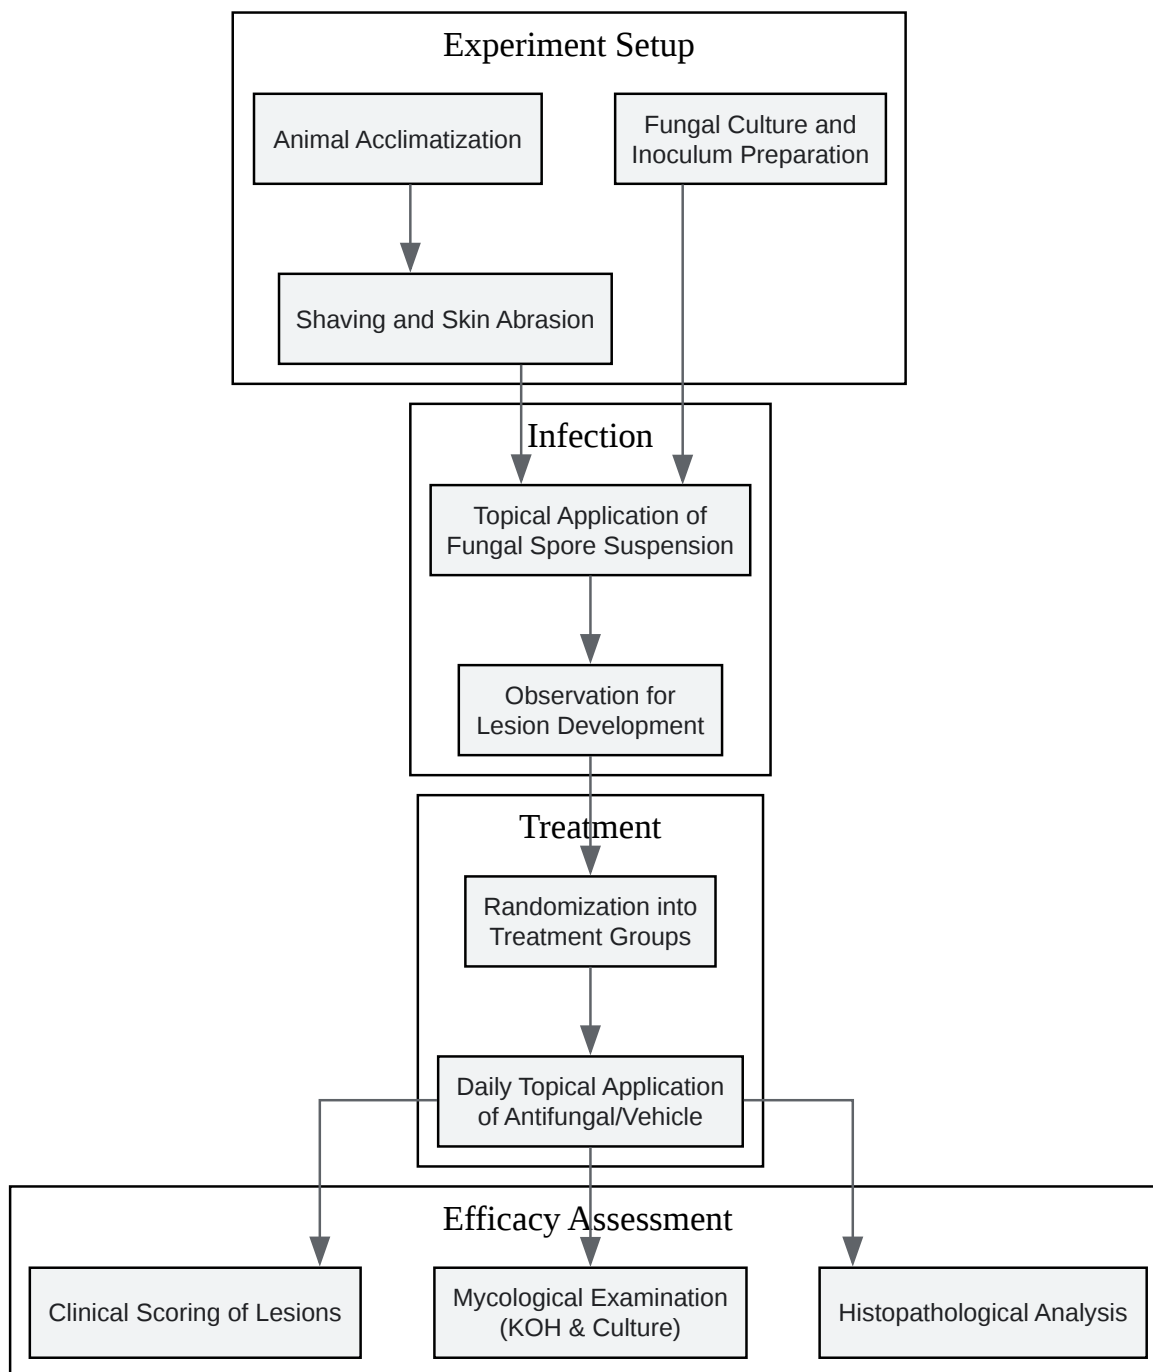 Experiment Setup
Animal Acclimatization
Fungal Culture and
Inoculum Preparation
Shaving and Skin Abrasion
Infection
Topical Application of
Fungal Spore Suspension
Observation for
Lesion Development
Treatment
Randomization into
Treatment Groups
Daily Topical Application
of Antifungal/Vehicle
Efficacy Assessment
Clinical Scoring of Lesions
Mycological Examination
(KOH & Culture)
Histopathological Analysis